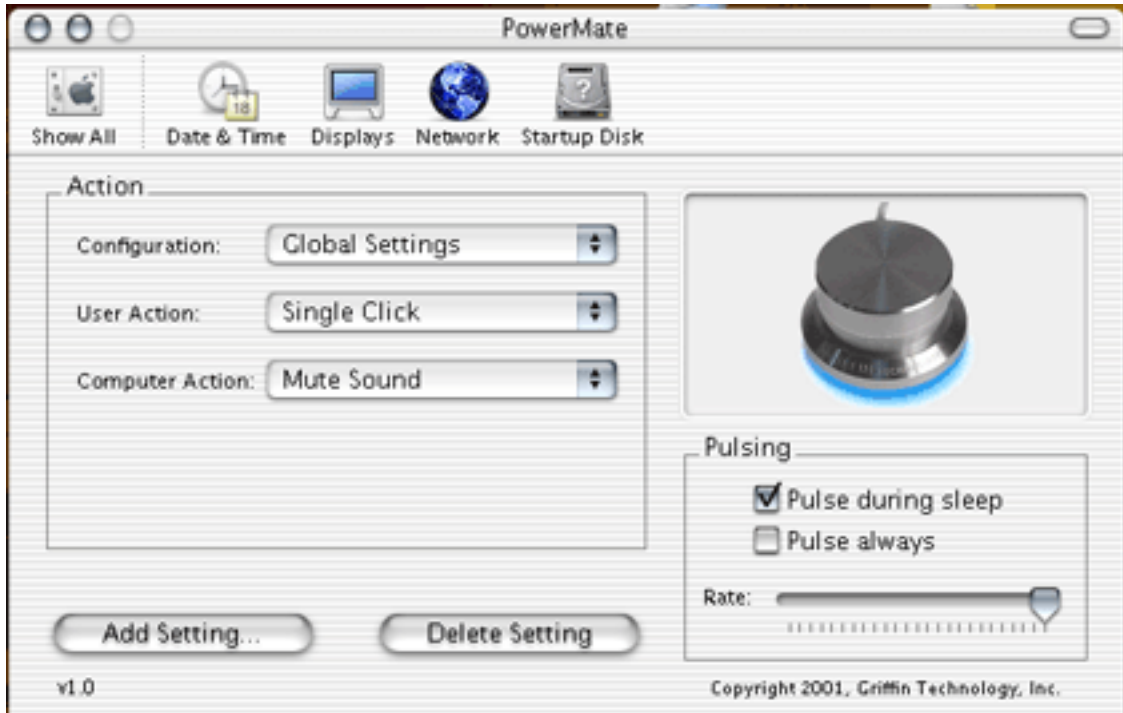 PowerMate
Show All
Date & Time
Displays
Network
Startup Disk
18
?
Action
Configuration: Global Settings
User Action: Single Click
Computer Action: Mute Sound
Pulsing
Pulse during sleep
Pulse always
Rate:
Add Setting...
Delete Setting
v1.0
Copyright 2001, Griffin Technology, Inc.